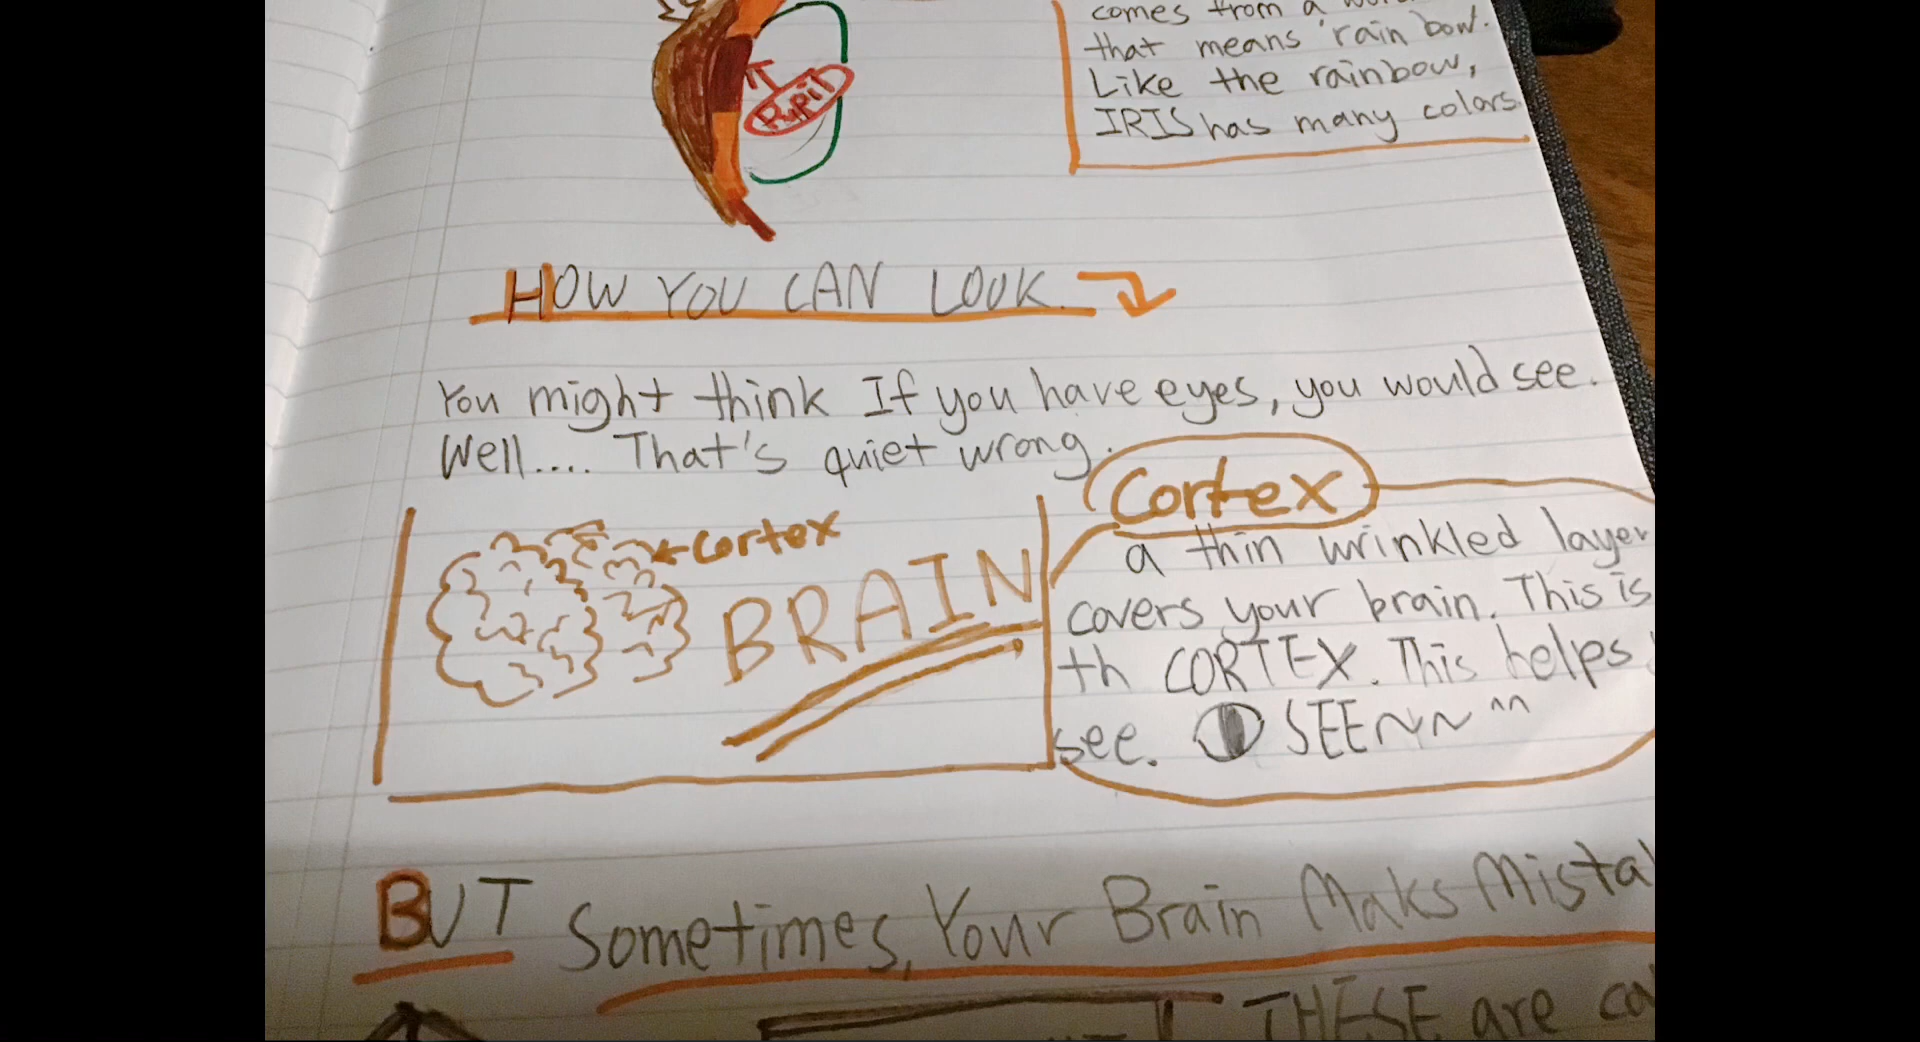 comes from a
that means 'rain bow'.
Like the rainbow,
IRIS has many colors.
Pupil
HOW YOU CAN LOOK
You might think If you have eyes, you would see.
Well.... That's quiet wrong.
Cortex
cortex
BRAIN
a thin wrinkled layer
covers your brain. This is
th CORTEX. This helps
see. SEE~~ ^^
BUT Sometimes, Your Brain Maks
THESE are